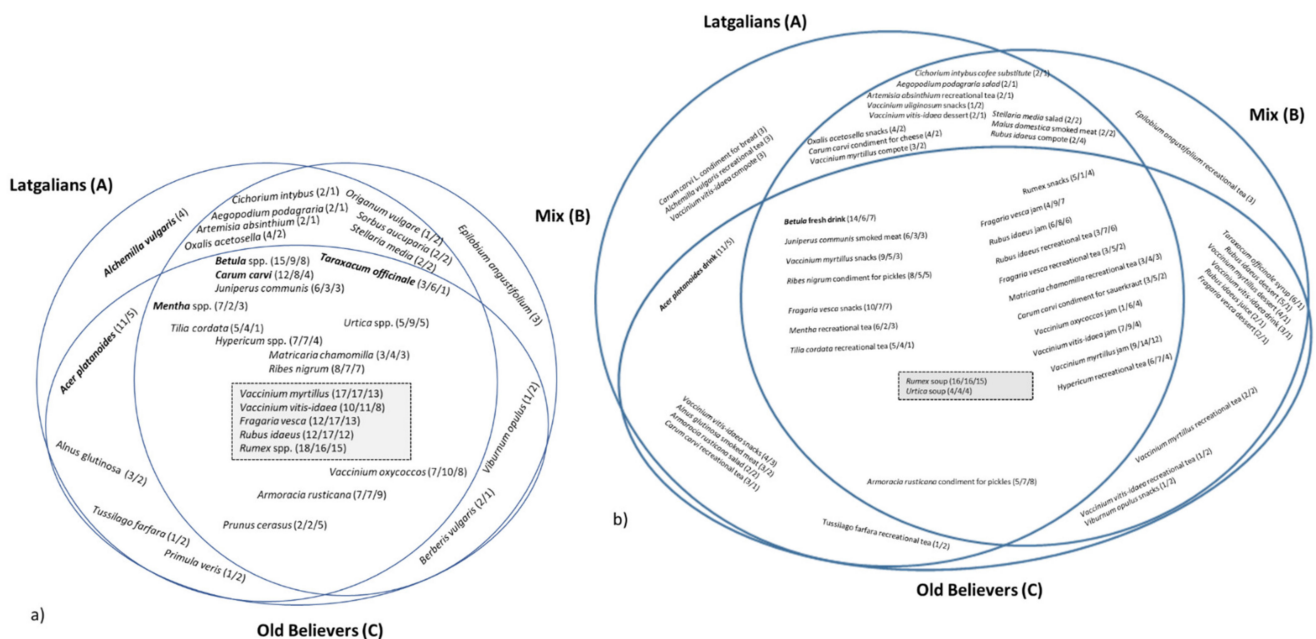 Latgalians (A)
Mix (B)
Alchemilla vulgaris (4)
Cichorium intybus (2/1)
Aegopodium podagraria (2/1)
Artemisia absinthium (2/1)
Oxalis acetosella (4/2)
Origanum vulgare (1/2)
Sorbus aucuparia (2/2)
Stellaria media (2/2)
Epilobium angustifolium (3)
Betula spp. (15/9/8)
Carum carvi (12/8/4)
Juniperus communis (6/3/3)
Taraxacum officinale (3/6/1)
Mentha spp. (7/2/3)
Acer platanoides (11/5)
Tilia cordata (5/4/1)
Hypericum spp. (7/7/4)
Urtica spp. (5/9/5)
Matricaria chamomilla (3/4/3)
Ribes nigrum (8/7/7)
Vaccinium myrtillus (17/17/13)
Vaccinium vitis-idaea (10/11/8)
Fragaria vesca (12/17/13)
Rubus idaeus (12/17/12)
Rumex spp. (18/16/15)
Viburnum opulus (1/2)
Alnus glutinosa (3/2)
Vaccinium oxycoccos (7/10/8)
Armoracia rusticana (7/7/9)
Tussilago farfara (1/2)
Prunus cerasus (2/2/5)
Berberis vulgaris (2/1)
Primula veris (1/2)
a)
Old Believers (C)
Latgalians (A)
Mix (B)
Cichorium intybus cofee substitute (2/1)
Aegopodium podagraria salad (2/1)
Artemisia absinthium recreational tea (2/1)
Vaccinium uliginosum snacks (1/2)
Vaccinium vitis-idaea dessert (2/1)
Stellaria media salad (2/2)
Malus domestica smoked meat (2/2)
Rubus idaeus compote (2/4)
Oxalis acetosella snacks (4/2)
Carum carvi condiment for cheese (4/2)
Vaccinium myrtillus compote (3/2)
Epilobium angustifolium recreational tea (3)
Carum carvi L. condiment for bread (3)
Alchemilla vulgaris recreational tea (3)
Vaccinium vitis-idaea compote (3)
Acer platanoides drink (11/5)
Betula fresh drink (14/6/7)
Juniperus communis smoked meat (6/3/3)
Vaccinium myrtillus snacks (9/5/3)
Ribes nigrum condiment for pickles (8/5/5)
Fragaria vesca snacks (10/7/7)
Mentha recreational tea (6/2/3)
Tilia cordata recreational tea (5/4/1)
Rumex snacks (5/1/4)
Fragaria vesca jam (4/9/7
Rubus idaeus jam (6/8/6)
Rubus idaeus recreational tea (3/7/6)
Fragaria vesca recreational tea (3/5/2)
Matricaria chamomilla recreational tea (3/4/3)
Carum carvi condiment for sauerkraut (3/5/2)
Vaccinium oxycoccos jam (1/6/4)
Vaccinium vitis-idaea jam (7/9/4)
Vaccinium myrtillus jam (9/14/12)
Hypericum recreational tea (6/7/4)
Taraxacum officinale syrup (6/1)
Rubus idaeus dessert (5/1)
Vaccinium myrtillus dessert (4/1)
Vaccinium vitis-idaea drink (3/1)
Rubus idaeus juice (2/1)
Fragaria vesca dessert (2/1)
Rumex soup (16/16/15)
Urtica soup (4/4/4)
Vaccinium vitis-idaea snacks (4/3)
Alnus glutinosa smoked meat (3/2)
Armoracia rusticana salad (2/2)
Carum carvi recreational tea (3/1)
Vaccinium myrtillus recreational tea (2/2)
Vaccinium vitis-idaea recreational tea (1/2)
Viburnum opulus snacks (1/2)
Armoracia rusticana condiment for pickles (5/7/8)
Tussilago farfara recreational tea (1/2)
b)
Old Believers (C)